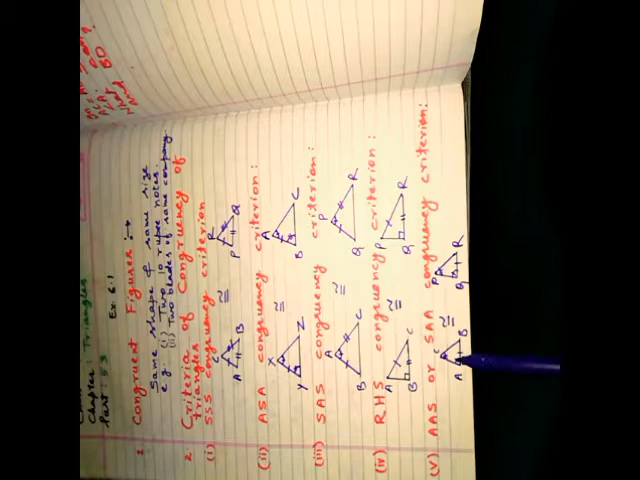 Chapter: Triangles
Part: 53
Ex 6.1
1. Congruent Figures :→
Same shape & same size
e.g. (i) Two 10 rupee notes.
(ii) Two blades of same company
2. Criteria of Congruency of
triangles
(i) SSS congruency criterion
C R
A B ≅ P Q
(ii) ASA congruency criterion:
X A
Y Z ≅ B C
(iii) SAS congruency criterion:
A P
B C ≅ Q R
(iv) RHS congruency criterion:
A P
B C ≅ Q R
(v) AAS or SAA congruency criterion:
C P
A B ≅ Q R